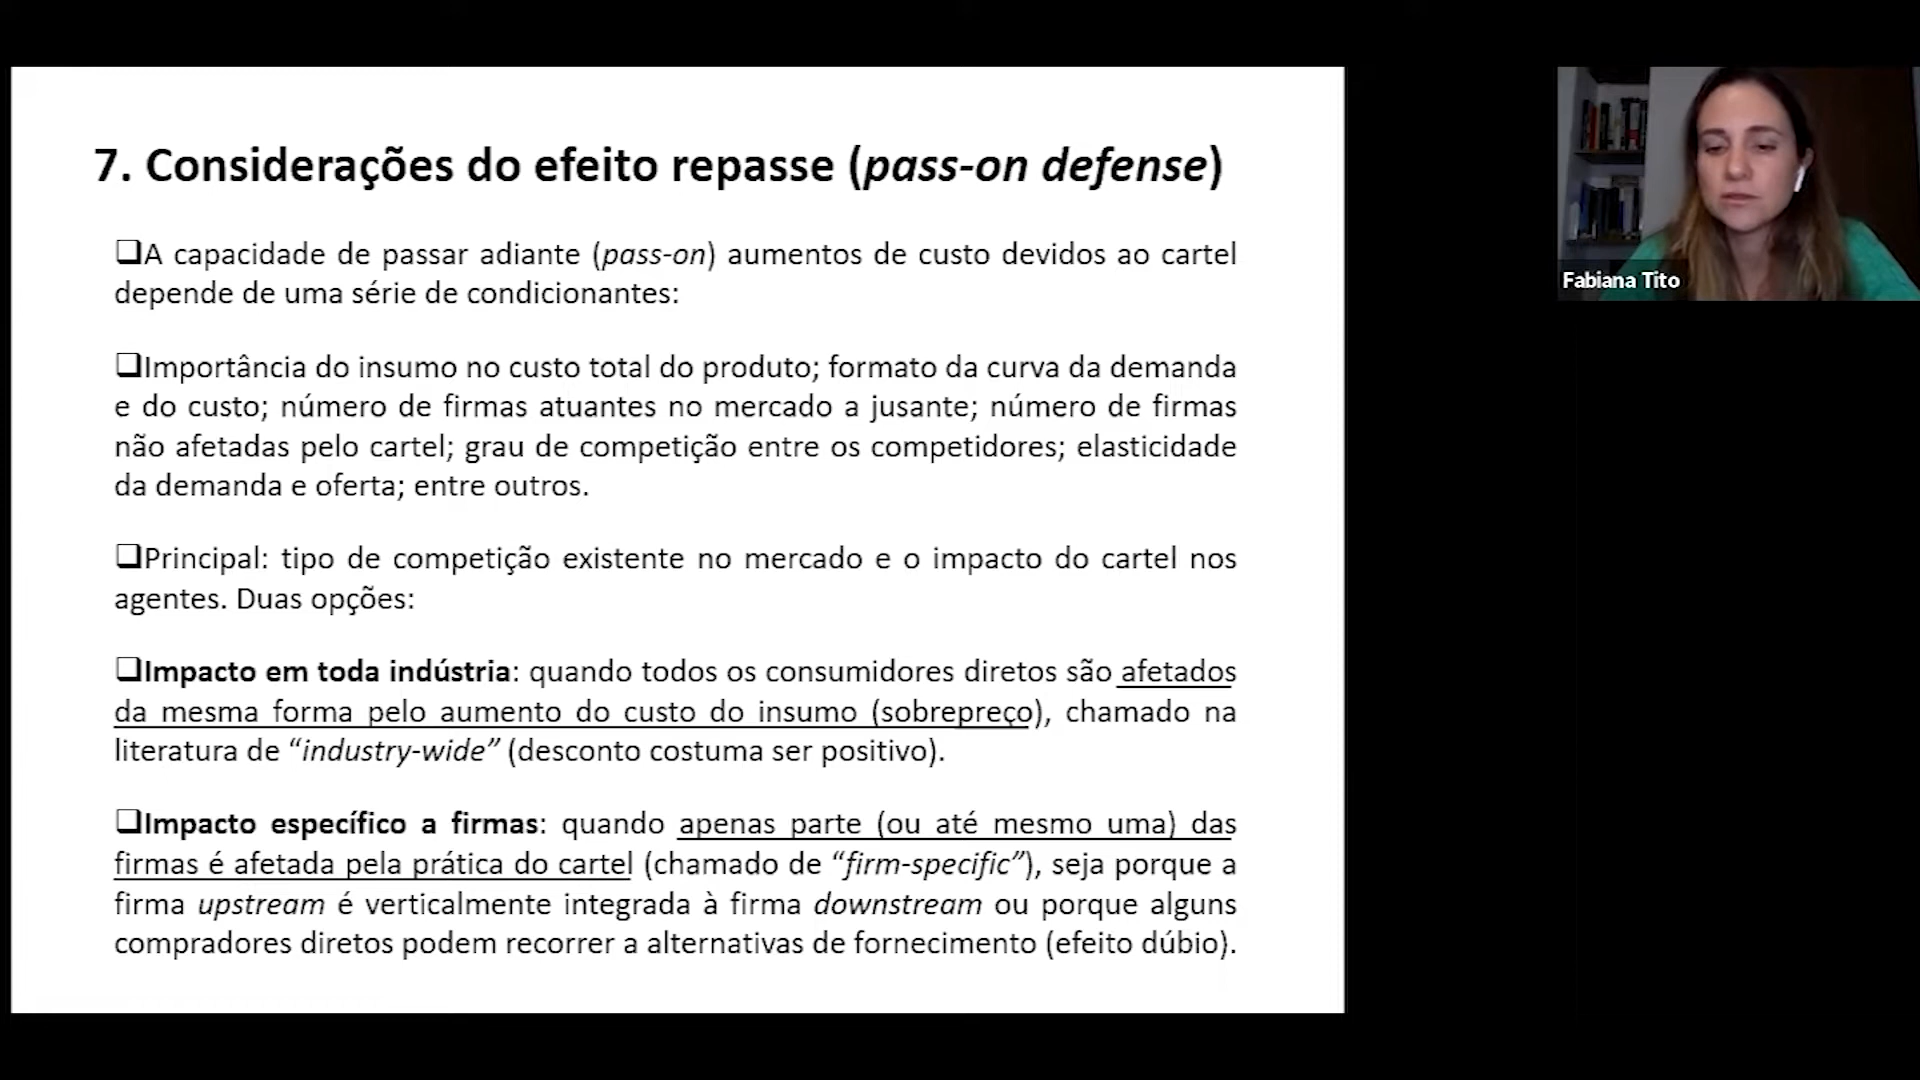 7. Considerações do efeito repasse (pass-on defense)
❑A capacidade de passar adiante (pass-on) aumentos de custo devidos ao cartel
depende de uma série de condicionantes:
❑Importância do insumo no custo total do produto; formato da curva da demanda
e do custo; número de firmas atuantes no mercado a jusante; número de firmas
não afetadas pelo cartel; grau de competição entre os competidores; elasticidade
da demanda e oferta; entre outros.
❑Principal: tipo de competição existente no mercado e o impacto do cartel nos
agentes. Duas opções:
❑Impacto em toda indústria: quando todos os consumidores diretos são afetados
da mesma forma pelo aumento do custo do insumo (sobrepreço), chamado na
literatura de “industry-wide” (desconto costuma ser positivo).
❑Impacto específico a firmas: quando apenas parte (ou até mesmo uma) das
firmas é afetada pela prática do cartel (chamado de “firm-specific”), seja porque a
firma upstream é verticalmente integrada à firma downstream ou porque alguns
compradores diretos podem recorrer a alternativas de fornecimento (efeito dúbio).
Fabiana Tito